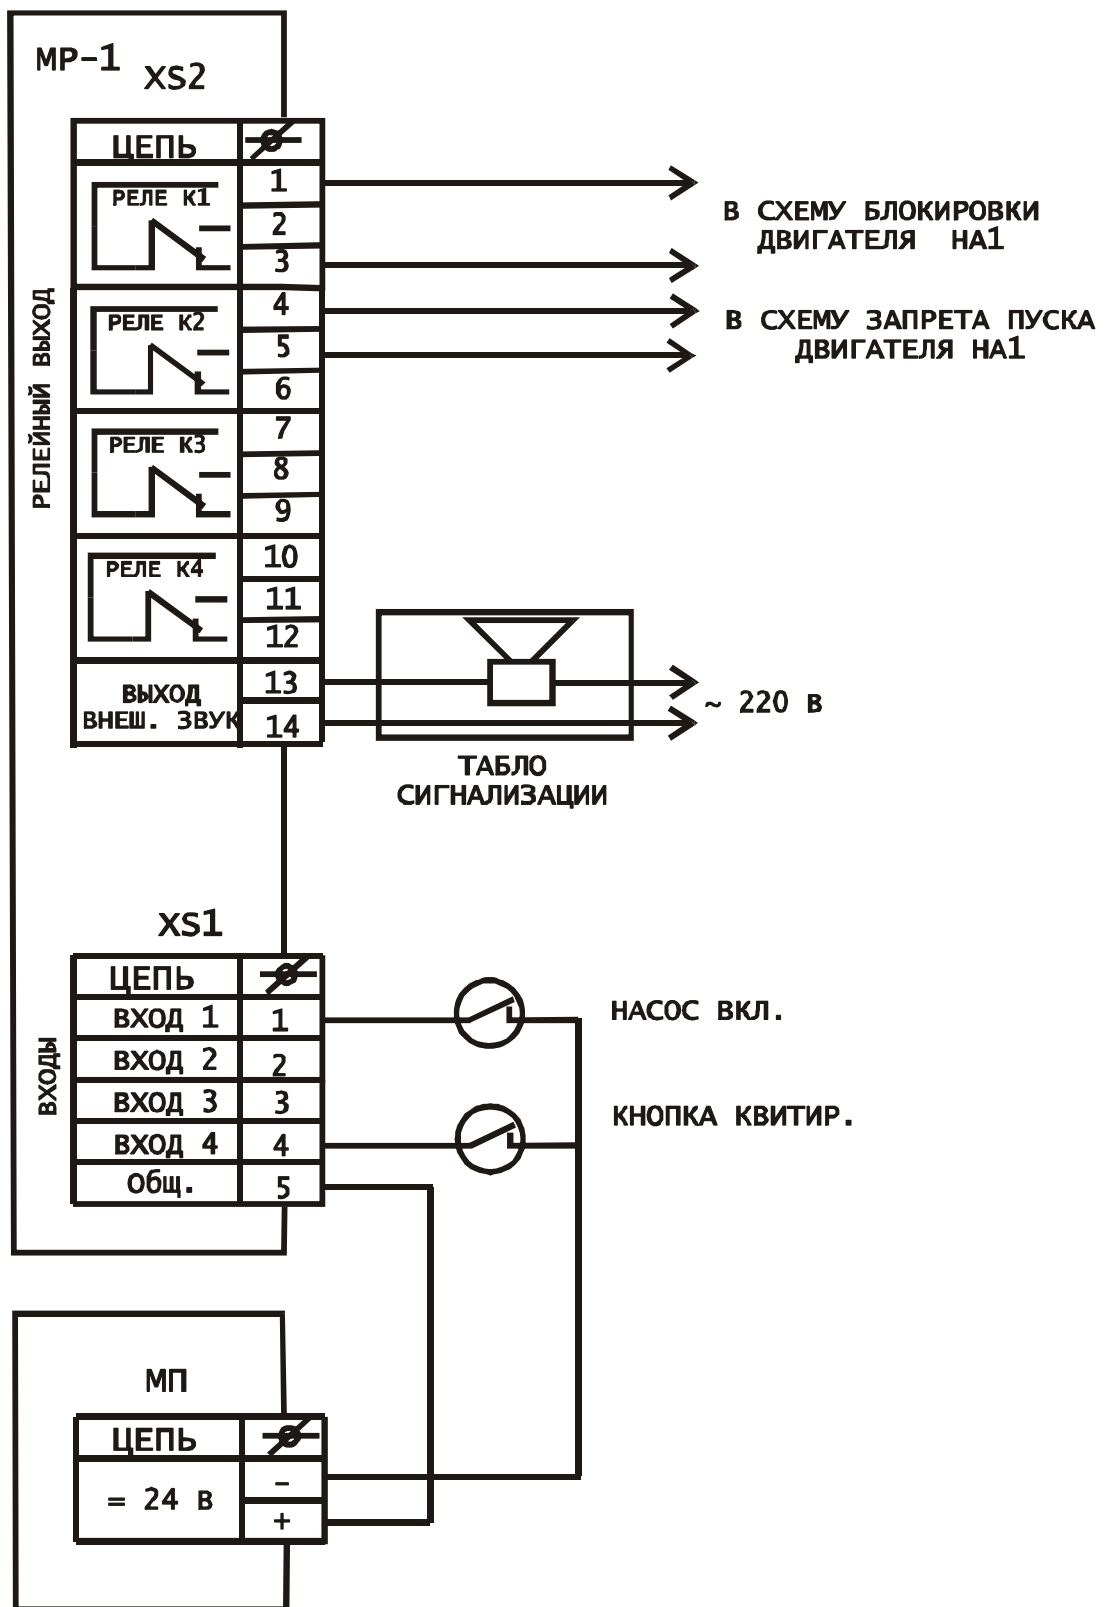 МР-1
XS2
ЦЕПЬ
РЕЛЕ К1
1
2
3
В СХЕМУ БЛОКИРОВКИ
ДВИГАТЕЛЯ НА1
РЕЛЕ К2
4
5
6
В СХЕМУ ЗАПРЕТА ПУСКА
ДВИГАТЕЛЯ НА1
РЕЛЕЙНЫЙ ВЫХОД
РЕЛЕ К3
7
8
9
РЕЛЕ К4
10
11
12
ВЫХОД
ВНЕШ. ЗВУК
13
14
~ 220 В
ТАБЛО
СИГНАЛИЗАЦИИ
XS1
ЦЕПЬ
ВХОДЫ
ВХОД 1 1
НАСОС ВКЛ.
ВХОД 2 2
ВХОД 3 3
КНОПКА КВИТИР.
ВХОД 4 4
Общ. 5
МП
ЦЕПЬ
= 24 В
-
+